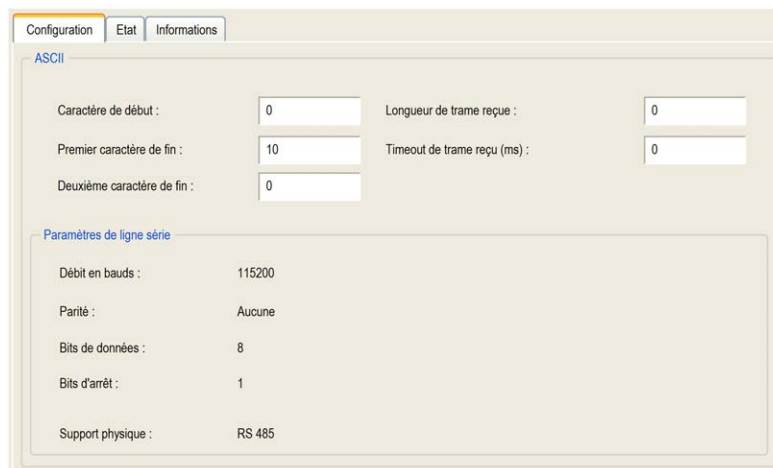 Configuration Etat Informations
ASCII
Caractère de début : 0 Longueur de trame reçue : 0
Premier caractère de fin : 10 Timeout de trame reçu (ms) : 0
Deuxième caractère de fin : 0
Paramètres de ligne série
Débit en bauds : 115200
Parité : Aucune
Bits de données : 8
Bits d'arrêt : 1
Support physique : RS 485